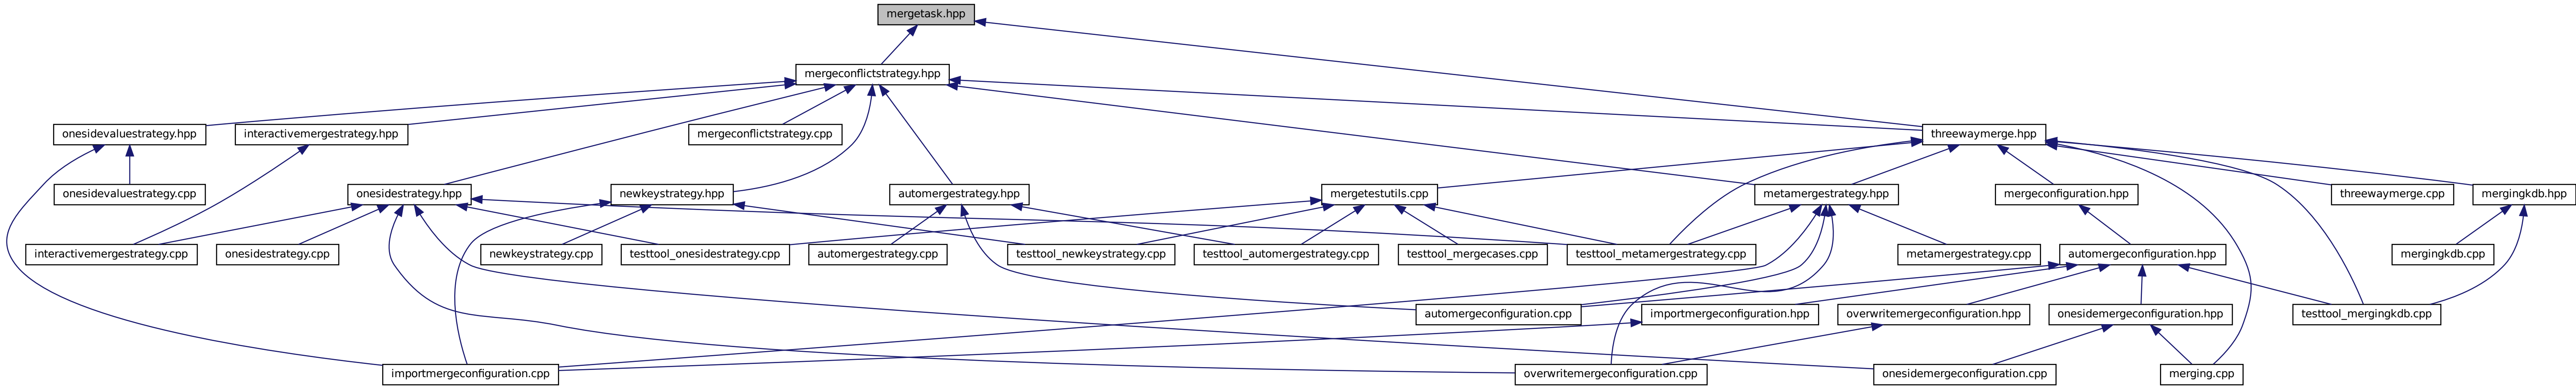 mergetask.hpp
mergeconflictstrategy.hpp
onesidevaluestrategy.hpp
interactivemergestrategy.hpp
mergeconflictstrategy.cpp
threewaymerge.hpp
onesidevaluestrategy.cpp
onesidestrategy.hpp
newkeystrategy.hpp
automergestrategy.hpp
mergetestutils.cpp
metamergestrategy.hpp
mergeconfiguration.hpp
threewaymerge.cpp
mergingkdb.hpp
interactivemergestrategy.cpp
onesidestrategy.cpp
newkeystrategy.cpp
testtool_onesidestrategy.cpp
automergestrategy.cpp
testtool_newkeystrategy.cpp
testtool_automergestrategy.cpp
testtool_mergecases.cpp
testtool_metamergestrategy.cpp
metamergestrategy.cpp
automergeconfiguration.hpp
mergingkdb.cpp
automergeconfiguration.cpp
importmergeconfiguration.hpp
overwritemergeconfiguration.hpp
onesidemergeconfiguration.hpp
testtool_mergingkdb.cpp
importmergeconfiguration.cpp
overwritemergeconfiguration.cpp
onesidemergeconfiguration.cpp
merging.cpp